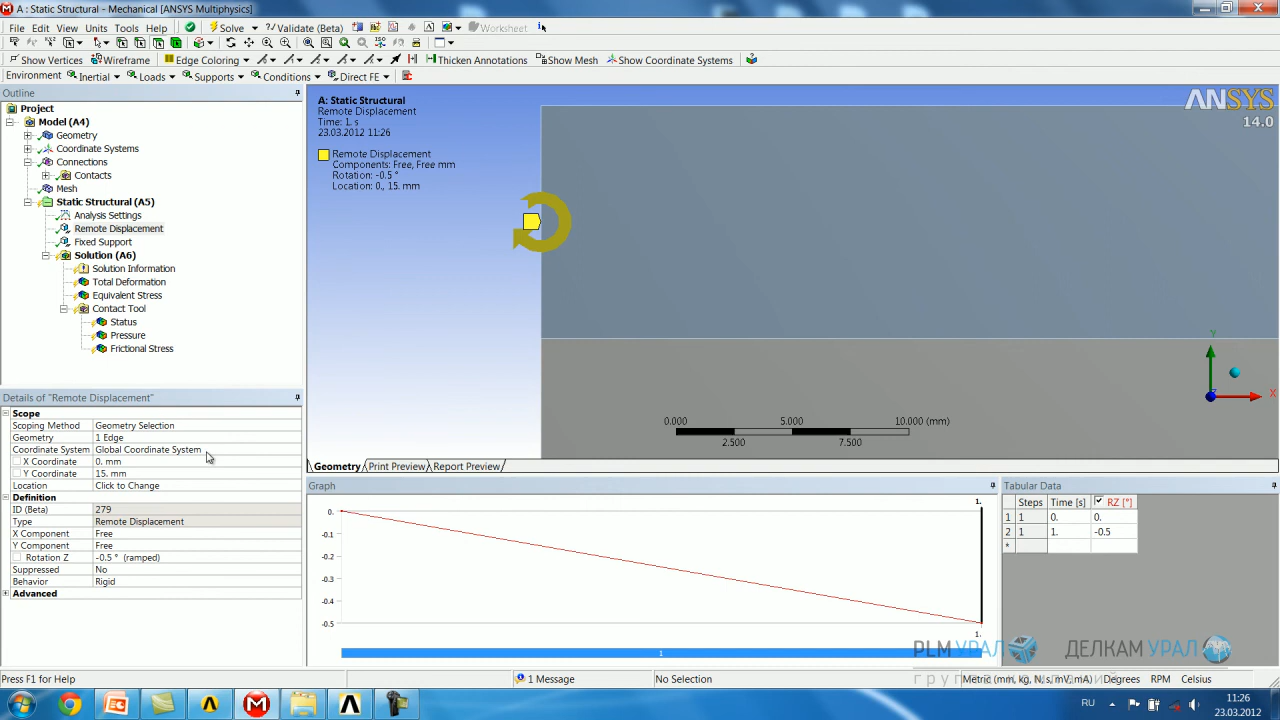 A : Static Structural - Mechanical [ANSYS Multiphysics]
File Edit View Units Tools Help Solve Validate (Beta) Worksheet
Show Vertices Wireframe Edge Coloring Thicken Annotations Show Mesh Show Coordinate Systems
Environment Inertial Loads Supports Conditions Direct FE
Outline
Project
Model (A4)
Geometry
Coordinate Systems
Connections
Contacts
Mesh
Static Structural (A5)
Analysis Settings
Remote Displacement
Fixed Support
Solution (A6)
Solution Information
Total Deformation
Equivalent Stress
Contact Tool
Status
Pressure
Frictional Stress
Details of "Remote Displacement"
Scope
Scoping Method Geometry Selection
Geometry 1 Edge
Coordinate System Global Coordinate System
X Coordinate 0. mm
Y Coordinate 15. mm
Location Click to Change
Definition
ID (Beta) 279
Type Remote Displacement
X Component Free
Y Component Free
Rotation Z -0.5 ° (ramped)
Suppressed No
Behavior Rigid
Advanced
A: Static Structural
Remote Displacement
Time: 1. s
23.03.2012 11:26
Remote Displacement
Components: Free, Free mm
Rotation: -0.5 °
Location: 0., 15. mm
ANSYS
14.0
Y
X
0.000 5.000 10.000 (mm)
2.500 7.500
Geometry Print Preview Report Preview
Graph
1.
0.
-0.1
-0.2
-0.3
-0.4
-0.5
1.
1
Tabular Data
Steps Time [s] RZ [°]
1 1 0. 0.
2 1 1. -0.5
*
PLM УРАЛ ДЕЛКАМ УРАЛ
Press F1 for Help 1 Message No Selection Metric (mm, kg, N, s, mV, mA) Degrees RPM Celsius
RU 11:26
23.03.2012